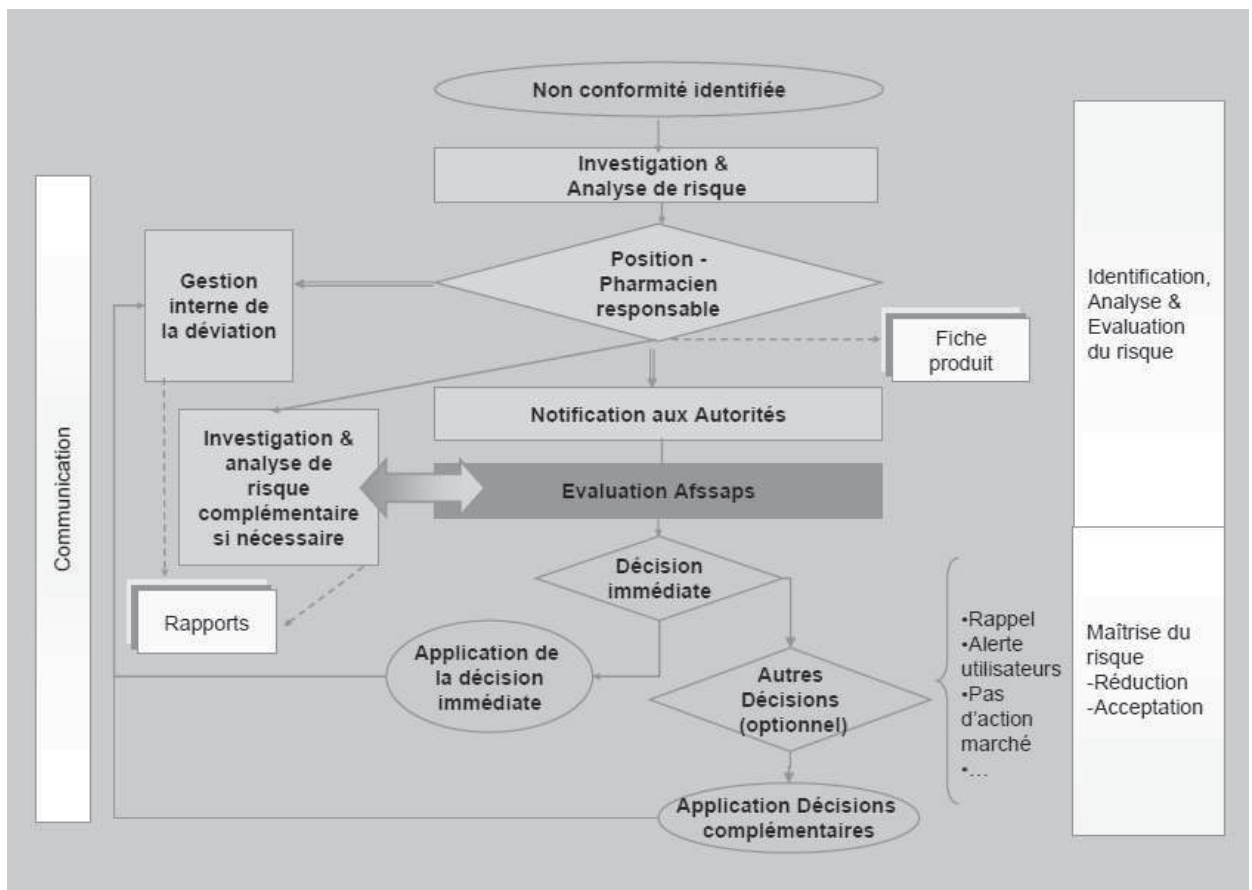 Non conformité identifiée
Investigation &
Analyse de risque
Position -
Pharmacien
responsable
Gestion
interne de
la déviation
Fiche
produit
Notification aux Autorités
Investigation &
analyse de
risque
complémentaire
si nécessaire
Evaluation Afssaps
Décision
immédiate
Rapports
Application de
la décision
immédiate
Autres
Décisions
(optionnel)
Application Décisions
complémentaires
•Rappel
•Alerte
utilisateurs
•Pas
d'action
marché
•…
Communication
Identification,
Analyse &
Evaluation
du risque
Maîtrise du
risque
-Réduction
-Acceptation